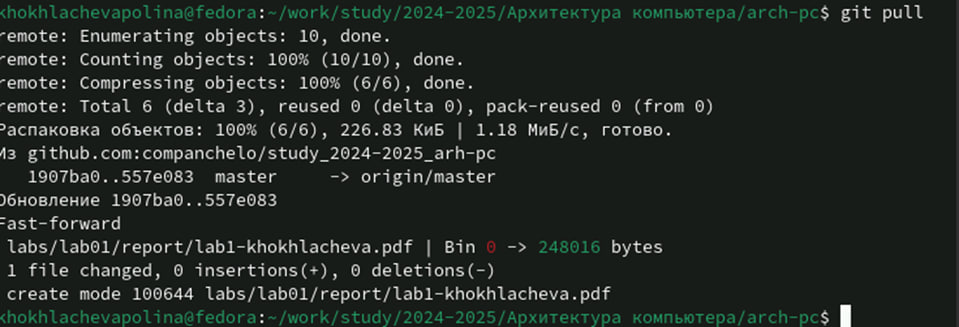 khokhlachevapolina@fedora:~/work/study/2024-2025/Архитектура компьютера/arch-pc$ git pull
remote: Enumerating objects: 10, done.
remote: Counting objects: 100% (10/10), done.
remote: Compressing objects: 100% (6/6), done.
remote: Total 6 (delta 3), reused 0 (delta 0), pack-reused 0 (from 0)
Распаковка объектов: 100% (6/6), 226.83 КиБ | 1.18 МиБ/с, готово.
Из github.com:companchelo/study_2024-2025_arh-pc
   1907ba0..557e083  master     -> origin/master
Обновление 1907ba0..557e083
Fast-forward
 labs/lab01/report/lab1-khokhlacheva.pdf | Bin 0 -> 248016 bytes
 1 file changed, 0 insertions(+), 0 deletions(-)
 create mode 100644 labs/lab01/report/lab1-khokhlacheva.pdf
khokhlachevapolina@fedora:~/work/study/2024-2025/Архитектура компьютера/arch-pc$